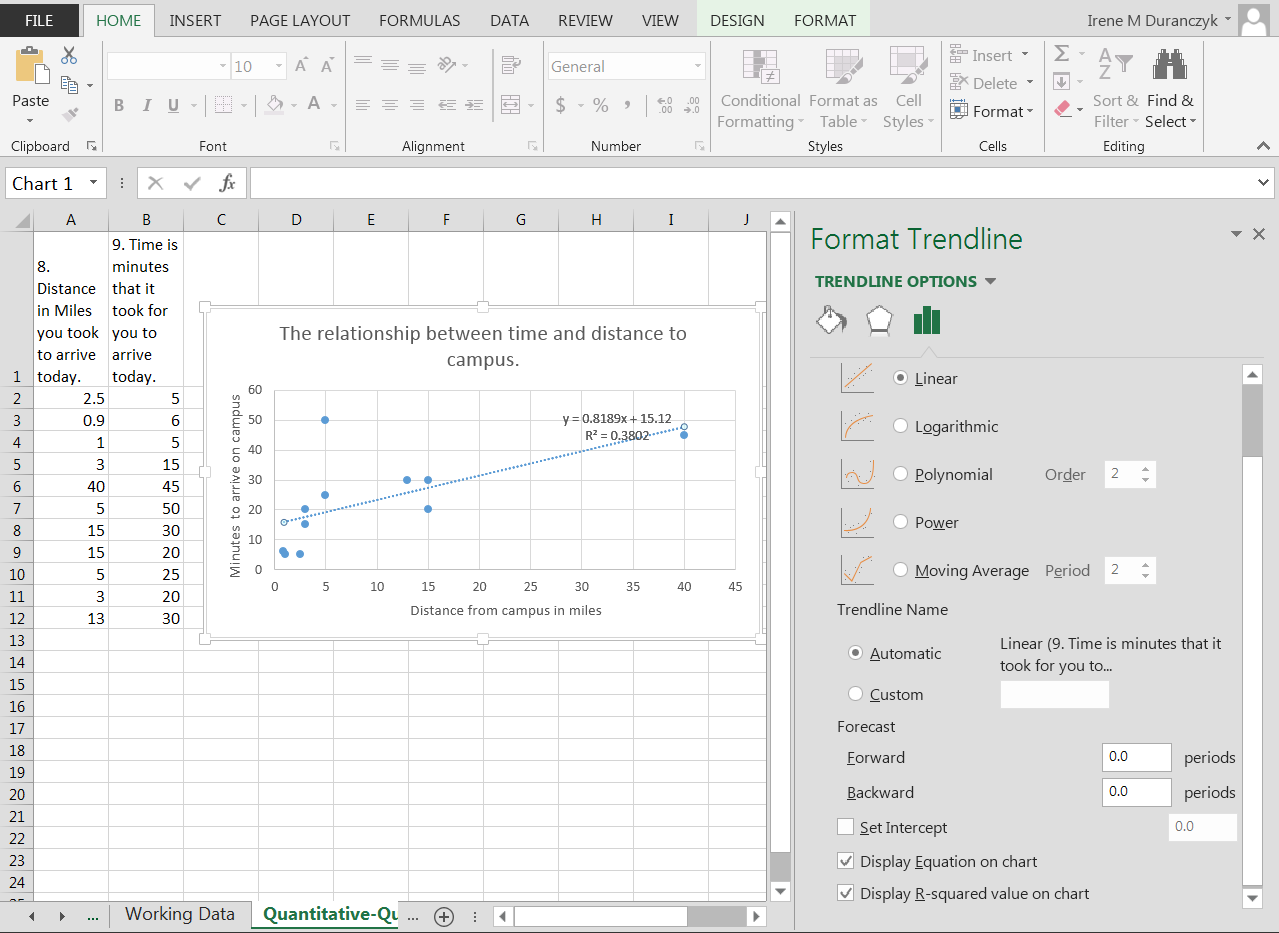 FILE HOME INSERT PAGE LAYOUT FORMULAS DATA REVIEW VIEW DESIGN FORMAT Irene M Duranczyk
Paste
10 A A
B I U A
General
$ % , .0 .00 .00 .0
Conditional Formatting
Format as Table
Cell Styles
Insert
Delete
Format
Sort & Filter
Find & Select
Clipboard Font Alignment Number Styles Cells Editing
Chart 1 fx
A B C D E F G H I J
1
8.
Distance
in Miles
you took
to arrive
today.
9. Time is
minutes
that it
took for
you to
arrive
today.
2 2.5 5
3 0.9 6
4 1 5
5 3 15
6 40 45
7 5 50
8 15 30
9 15 20
10 5 25
11 3 20
12 13 30
13
14
15
16
17
18
19
20
21
22
23
24
25
The relationship between time and distance to
campus.
Minutes to arrive on campus
60
50
40
30
20
10
0
y = 0.8189x + 15.12
R² = 0.3802
0 5 10 15 20 25 30 35 40 45
Distance from campus in miles
... Working Data Quantitative-Qu ...
Format Trendline
TRENDLINE OPTIONS
Linear
Logarithmic
Polynomial Order 2
Power
Moving Average Period 2
Trendline Name
Automatic
Linear (9. Time is minutes that it
took for you to...
Custom
Forecast
Forward 0.0 periods
Backward 0.0 periods
Set Intercept 0.0
Display Equation on chart
Display R-squared value on chart